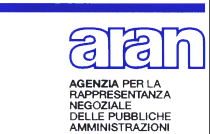 aran
AGENZIA PER LA
RAPPRESENTANZA
NEGOZIALE
DELLE PUBBLICHE
AMMINISTRAZIONI